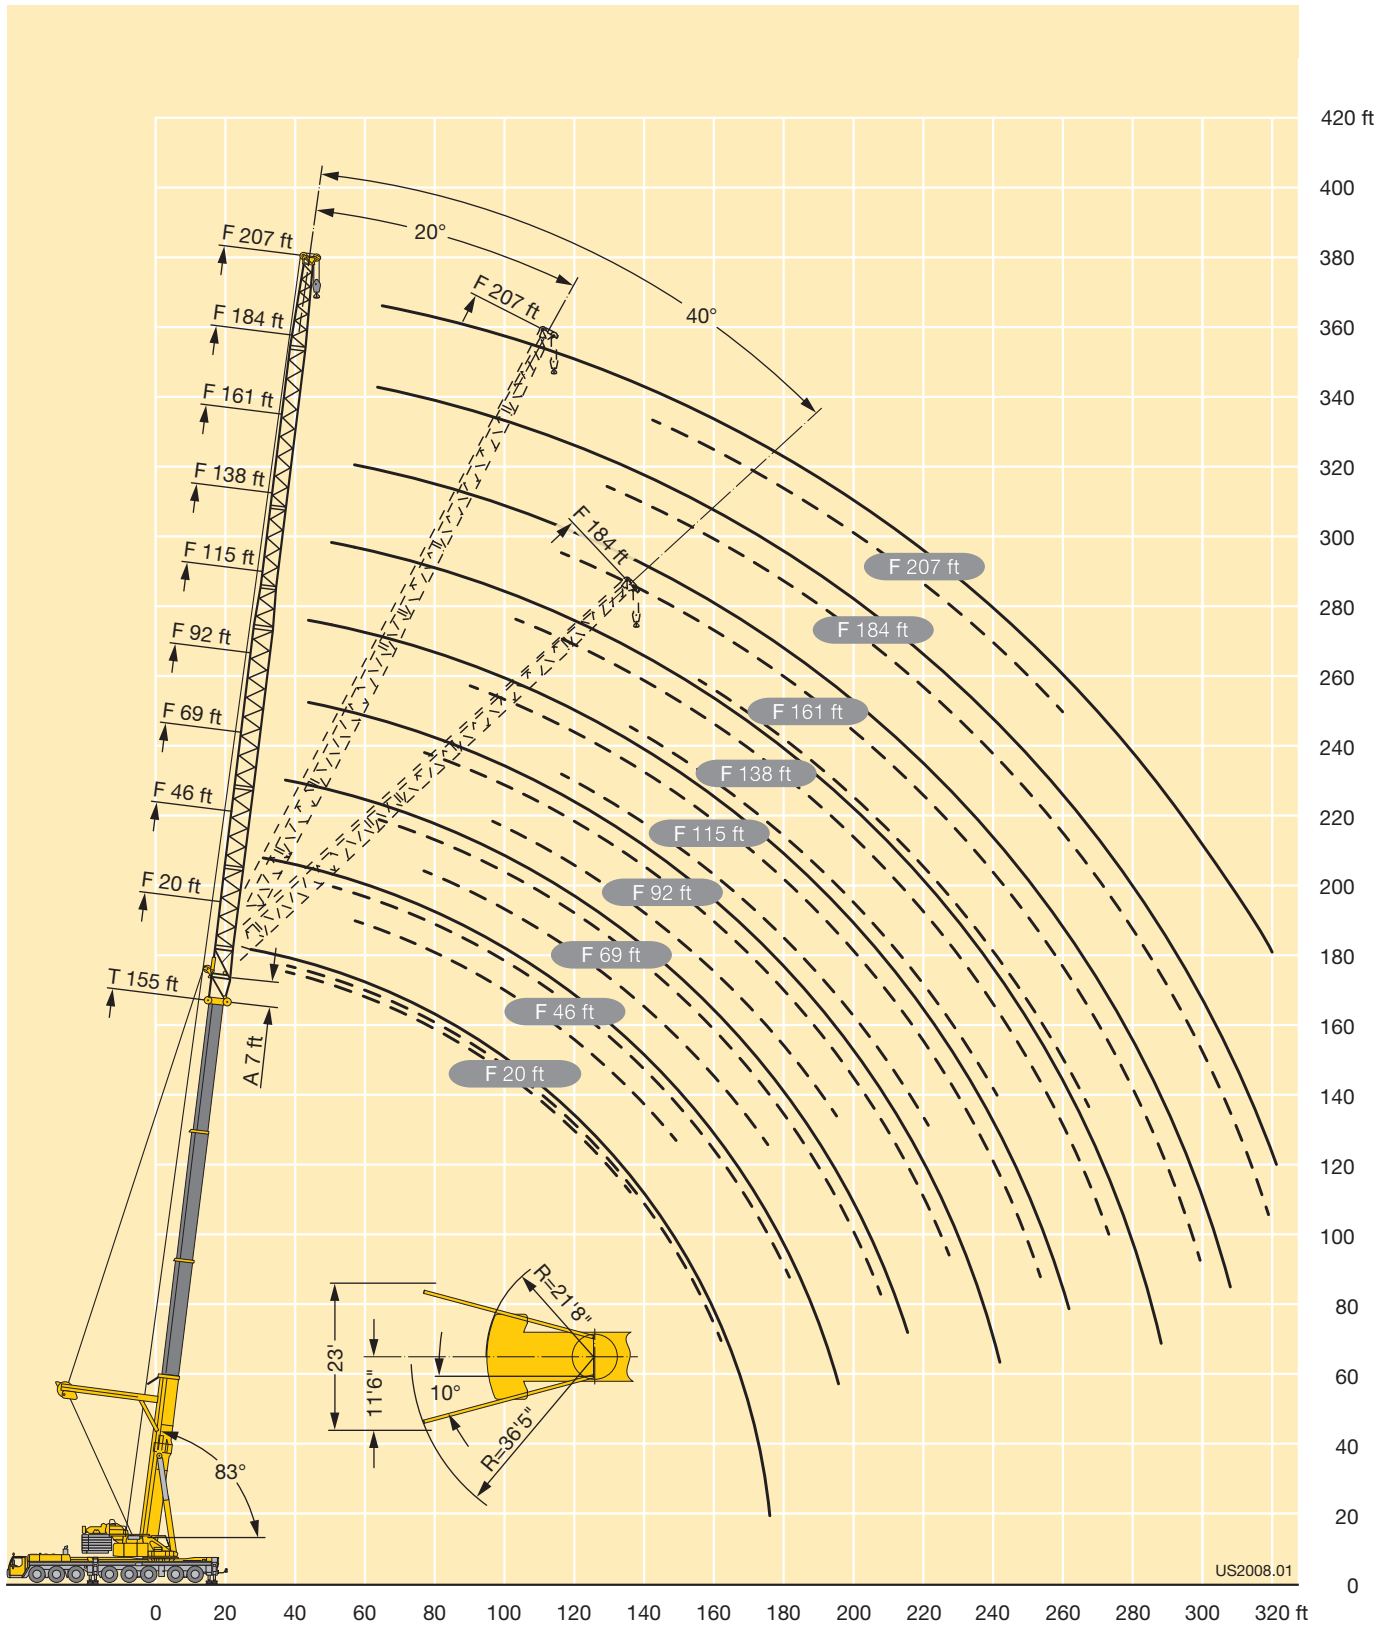 420 ft
400
380
360
340
320
300
280
260
240
220
200
180
160
140
120
100
80
60
40
20
0
20°
40°
F 207 ft
F 184 ft
F 161 ft
F 138 ft
F 115 ft
F 92 ft
F 69 ft
F 46 ft
F 20 ft
T 155 ft
A 7 ft
F 207 ft
F 184 ft
F 207 ft
F 184 ft
F 161 ft
F 138 ft
F 115 ft
F 92 ft
F 69 ft
F 46 ft
F 20 ft
R=21'8"
23'
11'6"
10°
R=36'5"
83°
US2008.01
0 20 40 60 80 100 120 140 160 180 200 220 240 260 280 300 320 ft